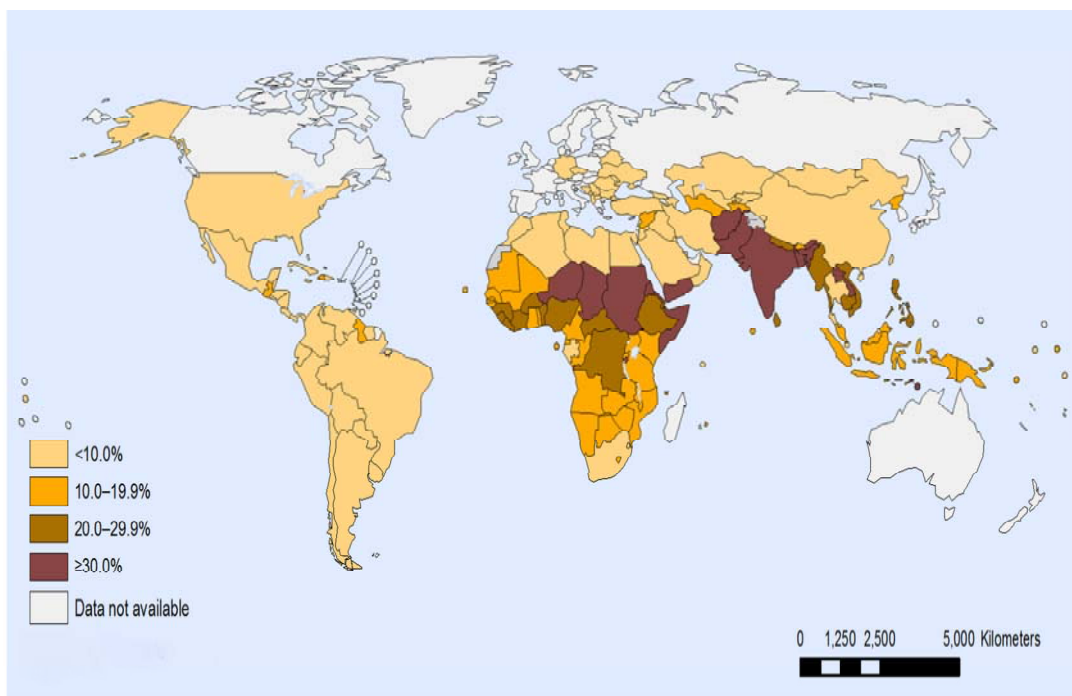 <10.0%
10.0–19.9%
20.0–29.9%
≥30.0%
Data not available
0 1,250 2,500 5,000 Kilometers